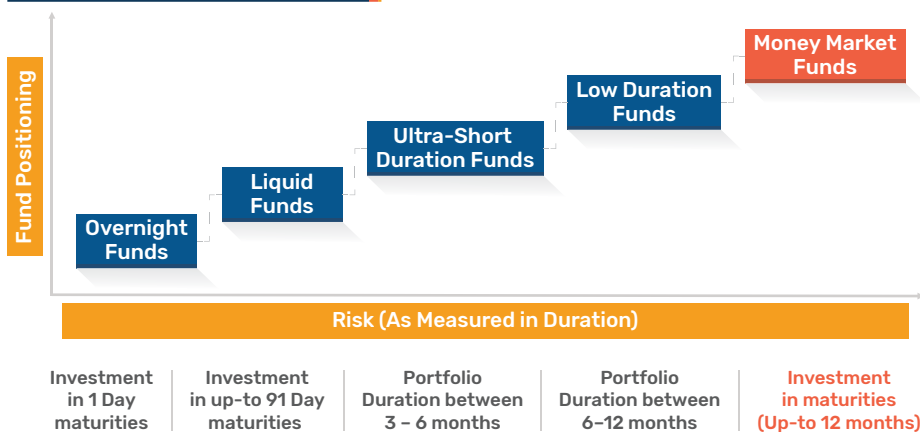 Fund Positioning
Money Market
Funds
Low Duration
Funds
Ultra-Short
Duration Funds
Liquid
Funds
Overnight
Funds
Risk (As Measured in Duration)
Investment
in 1 Day
maturities
Investment
in up-to 91 Day
maturities
Portfolio
Duration between
3 – 6 months
Portfolio
Duration between
6–12 months
Investment
in maturities
(Up-to 12 months)